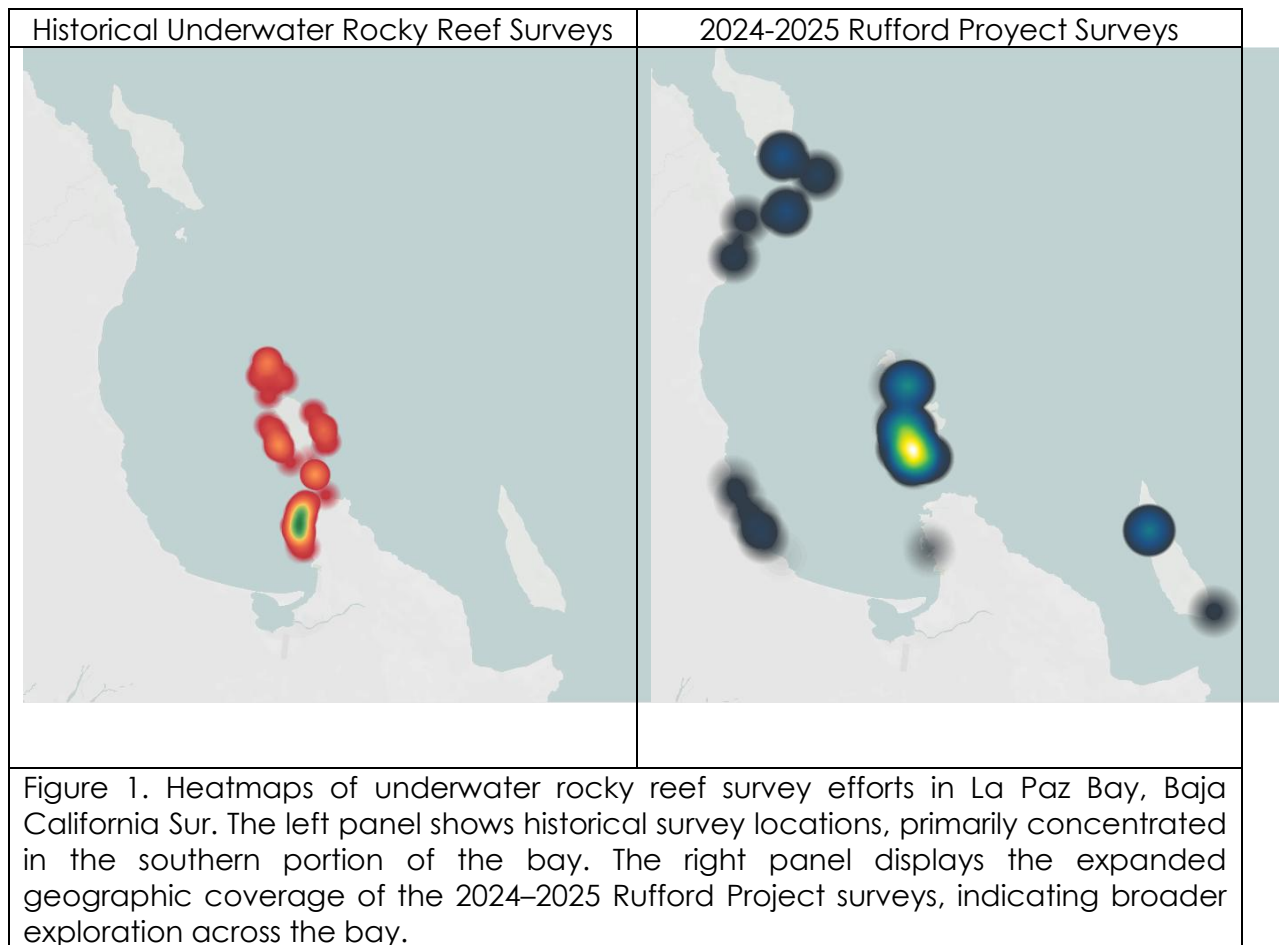 Historical Underwater Rocky Reef Surveys
2024-2025 Rufford Proyect Surveys
Figure 1. Heatmaps of underwater rocky reef survey efforts in La Paz Bay, Baja
California Sur. The left panel shows historical survey locations, primarily concentrated
in the southern portion of the bay. The right panel displays the expanded
geographic coverage of the 2024–2025 Rufford Project surveys, indicating broader
exploration across the bay.